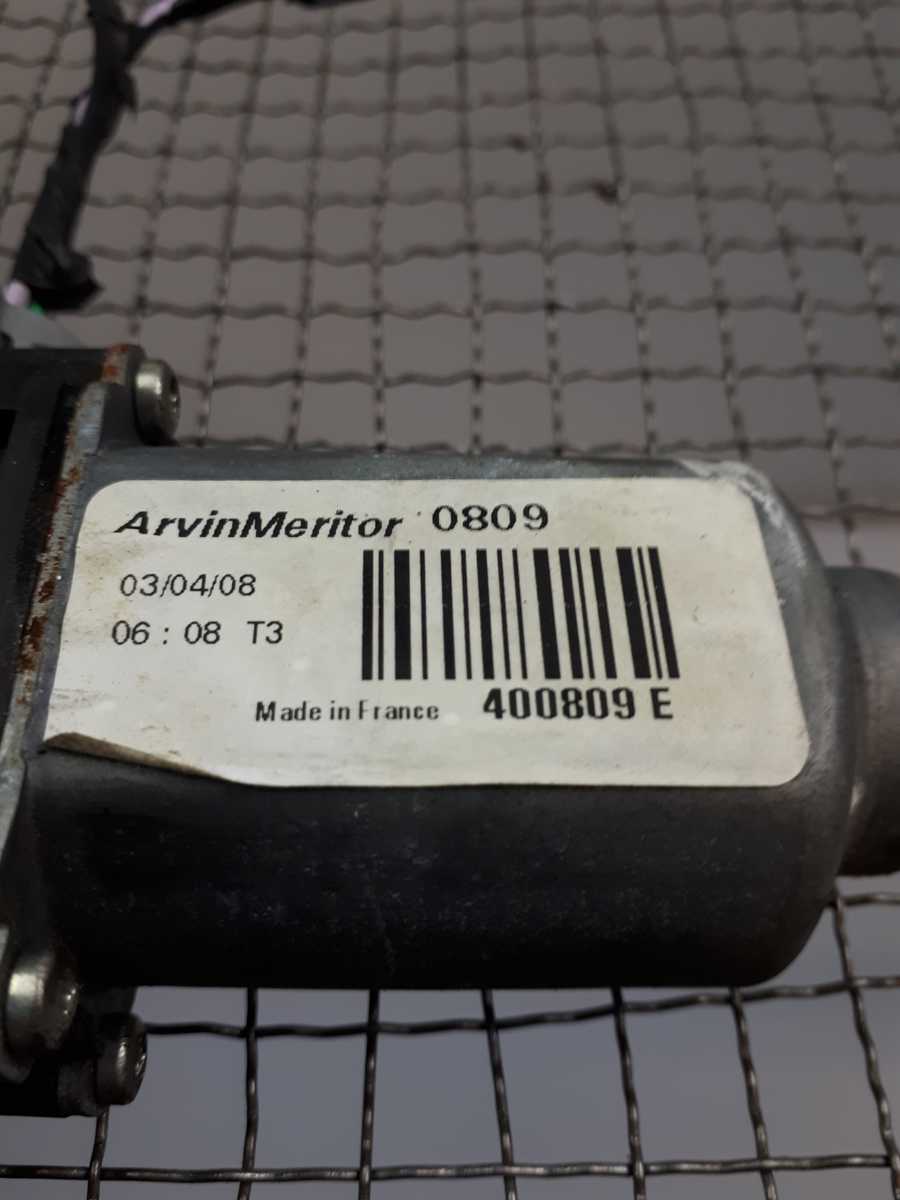 ArvinMeritor 0809
03/04/08
06 : 08 T3
Made in France 400809 E